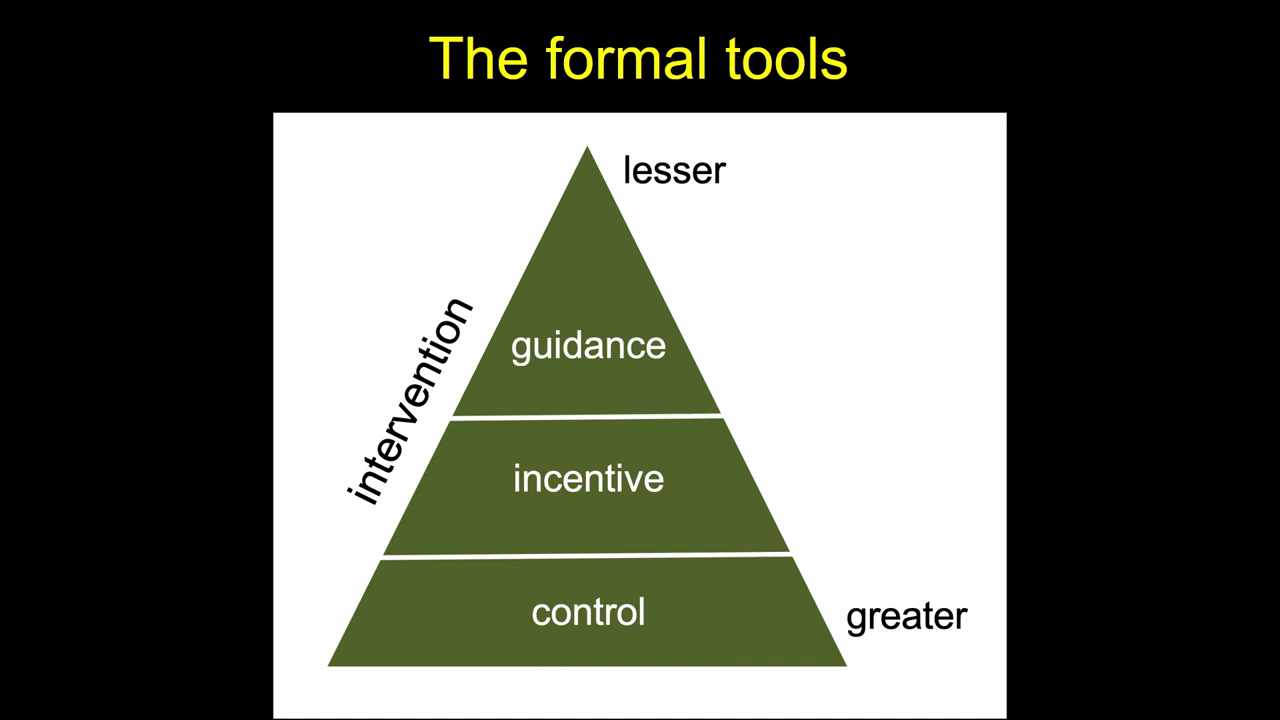 The formal tools
lesser
intervention
guidance
incentive
control
greater